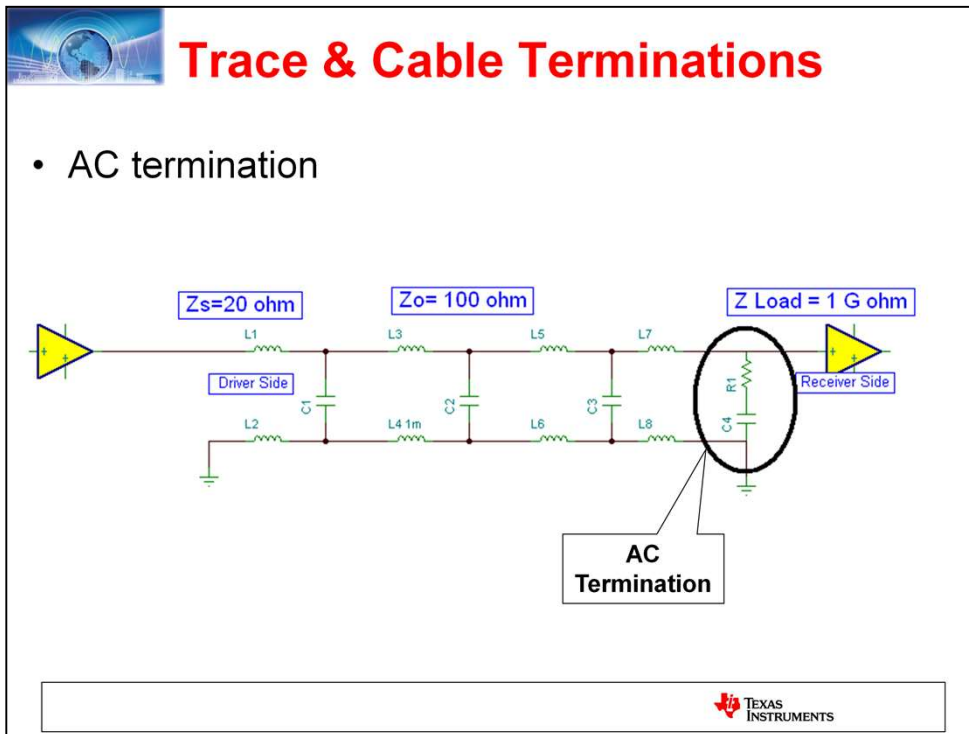 Trace & Cable Terminations
• AC termination
Zs=20 ohm
Zo= 100 ohm
Z Load = 1 G ohm
L1
L3
L5
L7
Driver Side
C1
C2
C3
R1
C4
Receiver Side
L2
L4 1m
L6
L8
AC
Termination
TEXAS
INSTRUMENTS